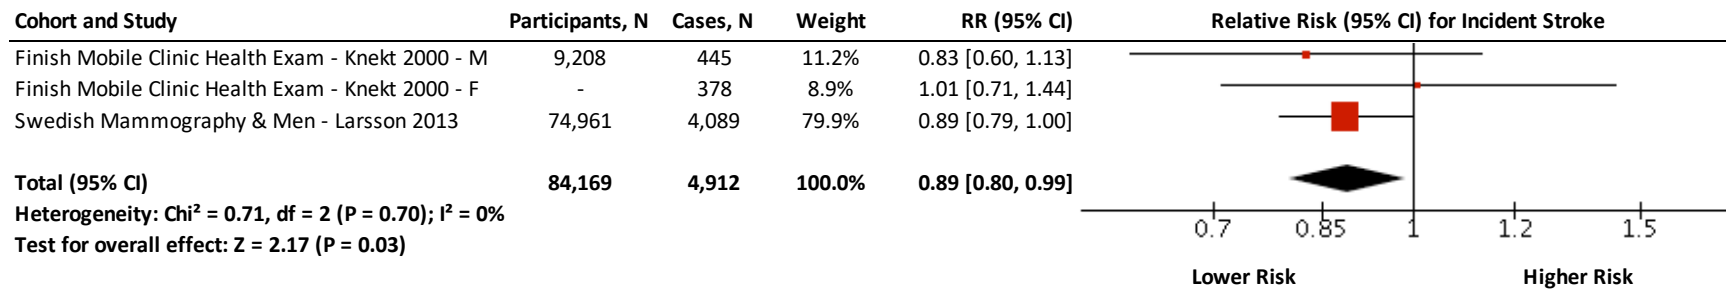 Cohort and Study Participants, N Cases, N Weight RR (95% CI) Relative Risk (95% CI) for Incident Stroke
Finish Mobile Clinic Health Exam - Knekt 2000 - M 9,208 445 11.2% 0.83 [0.60, 1.13]
Finish Mobile Clinic Health Exam - Knekt 2000 - F - 378 8.9% 1.01 [0.71, 1.44]
Swedish Mammography & Men - Larsson 2013 74,961 4,089 79.9% 0.89 [0.79, 1.00]
Total (95% CI) 84,169 4,912 100.0% 0.89 [0.80, 0.99]
Heterogeneity: Chi² = 0.71, df = 2 (P = 0.70); I² = 0%
Test for overall effect: Z = 2.17 (P = 0.03)
0.7 0.85 1 1.2 1.5
Lower Risk Higher Risk